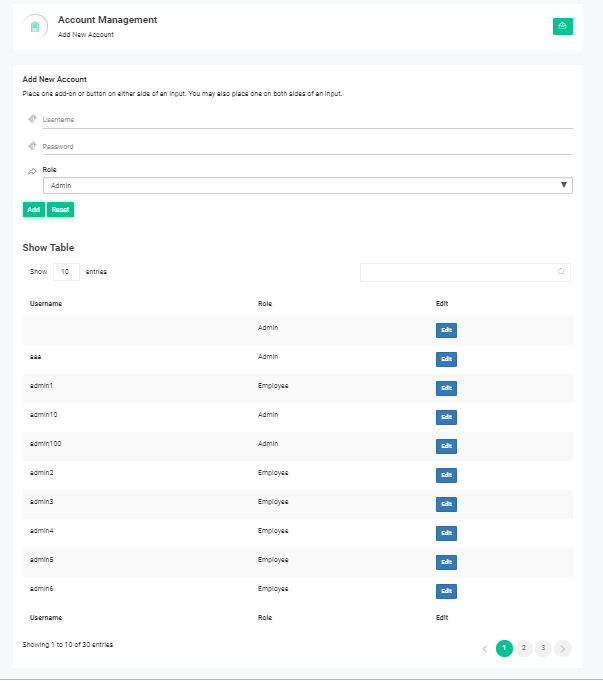 Account Management
Add New Account
Add New Account
Place one add-on or button on either side of an input. You may also place one on both sides of an input.
Username
Password
Role
Admin
Add Reset
Show Table
Show 10 entries
Username Role Edit
Admin Edit
aaa Admin Edit
admin1 Employee Edit
admin10 Admin Edit
admin100 Admin Edit
admin2 Employee Edit
admin3 Employee Edit
admin4 Employee Edit
admin5 Employee Edit
admin6 Employee Edit
Username Role Edit
Showing 1 to 10 of 30 entries
1 2 3